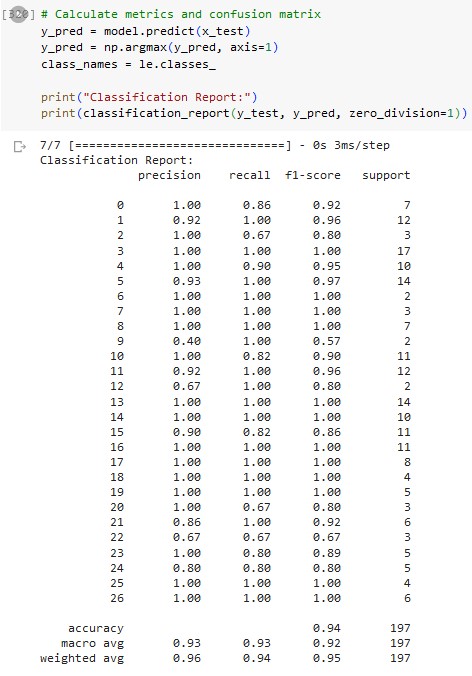 [320] # Calculate metrics and confusion matrix
y_pred = model.predict(x_test)
y_pred = np.argmax(y_pred, axis=1)
class_names = le.classes_
print("Classification Report:")
print(classification_report(y_test, y_pred, zero_division=1))
7/7 [==============================] - 0s 3ms/step
Classification Report:
precision recall f1-score support
0 1.00 0.86 0.92 7
1 0.92 1.00 0.96 12
2 1.00 0.67 0.80 3
3 1.00 1.00 1.00 17
4 1.00 0.90 0.95 10
5 0.93 1.00 0.97 14
6 1.00 1.00 1.00 2
7 1.00 1.00 1.00 3
8 1.00 1.00 1.00 7
9 0.40 1.00 0.57 2
10 1.00 0.82 0.90 11
11 0.92 1.00 0.96 12
12 0.67 1.00 0.80 2
13 1.00 1.00 1.00 14
14 1.00 1.00 1.00 10
15 0.90 0.82 0.86 11
16 1.00 1.00 1.00 11
17 1.00 1.00 1.00 8
18 1.00 1.00 1.00 4
19 1.00 1.00 1.00 5
20 1.00 0.67 0.80 3
21 0.86 1.00 0.92 6
22 0.67 0.67 0.67 3
23 1.00 0.80 0.89 5
24 0.80 0.80 0.80 5
25 1.00 1.00 1.00 4
26 1.00 1.00 1.00 6
accuracy 0.94 197
macro avg 0.93 0.93 0.92 197
weighted avg 0.96 0.94 0.95 197